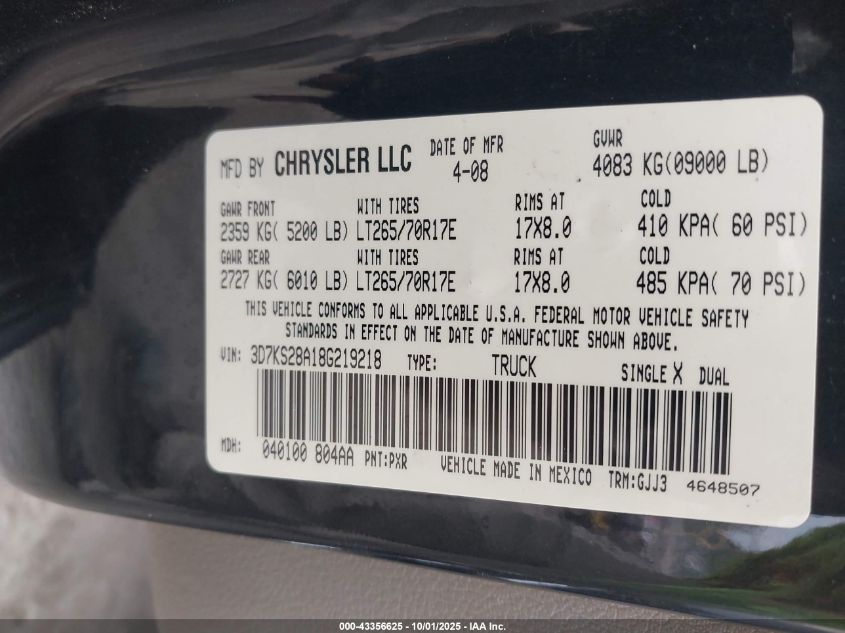 MFD BY CHRYSLER LLC DATE OF MFR 4-08 GVWR 4083 KG(09000 LB)
GAWR FRONT WITH TIRES RIMS AT COLD
2359 KG( 5200 LB) LT265/70R17E 17X8.0 410 KPA( 60 PSI)
GAWR REAR WITH TIRES RIMS AT COLD
2727 KG( 6010 LB) LT265/70R17E 17X8.0 485 KPA( 70 PSI)
THIS VEHICLE CONFORMS TO ALL APPLICABLE U.S.A. FEDERAL MOTOR VEHICLE SAFETY
STANDARDS IN EFFECT ON THE DATE OF MANUFACTURE SHOWN ABOVE.
VIN: 3D7KS28A18G219218 TYPE: TRUCK SINGLE X DUAL
MDH: 040100 804AA PNT:PXR VEHICLE MADE IN MEXICO TRM:GJJ3 4648507
000-43356625 - 10/01/2025 - IAA Inc.